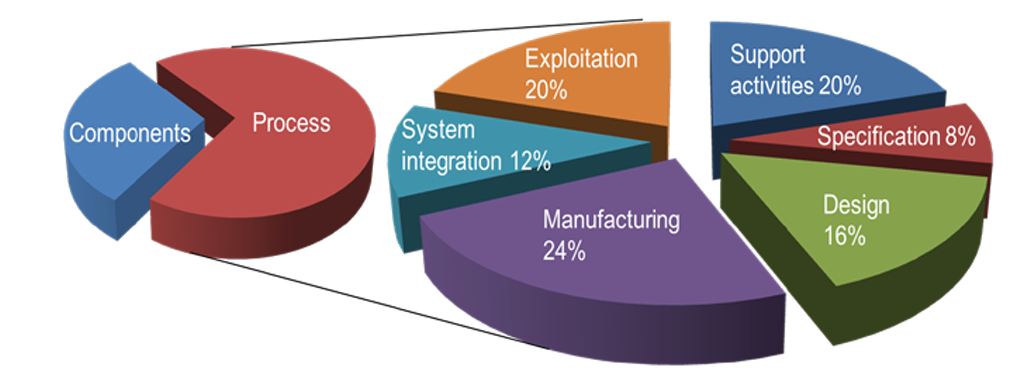 Components
Process
Exploitation
20%
Support
activities 20%
System
integration 12%
Specification 8%
Manufacturing
24%
Design
16%